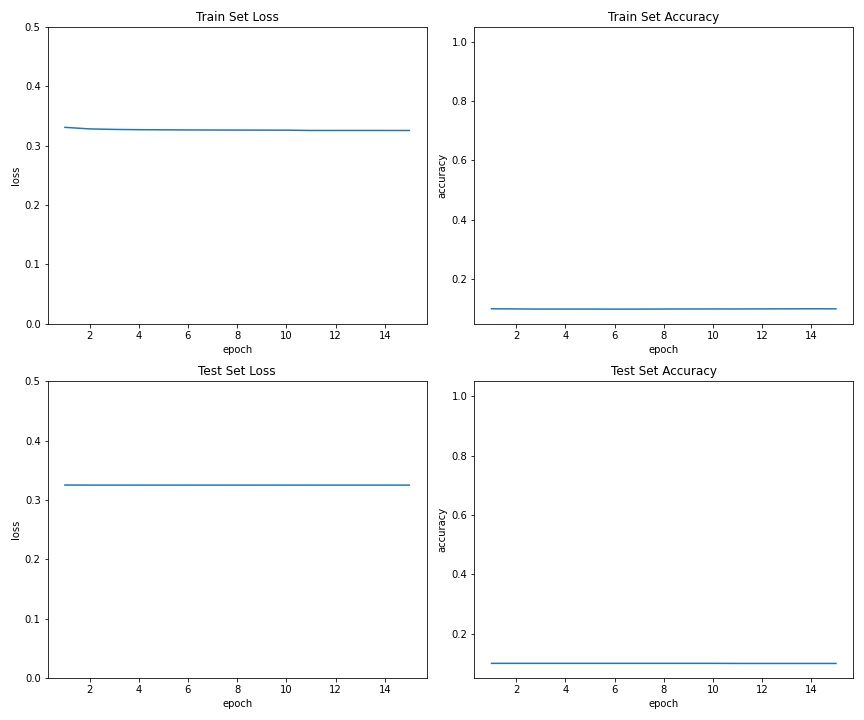 Train Set Loss
0.5
0.4
0.3
0.2
0.1
0.0
loss
2 4 6 8 10 12 14
epoch
Train Set Accuracy
1.0
0.8
0.6
0.4
0.2
accuracy
2 4 6 8 10 12 14
epoch
Test Set Loss
0.5
0.4
0.3
0.2
0.1
0.0
loss
2 4 6 8 10 12 14
epoch
Test Set Accuracy
1.0
0.8
0.6
0.4
0.2
accuracy
2 4 6 8 10 12 14
epoch